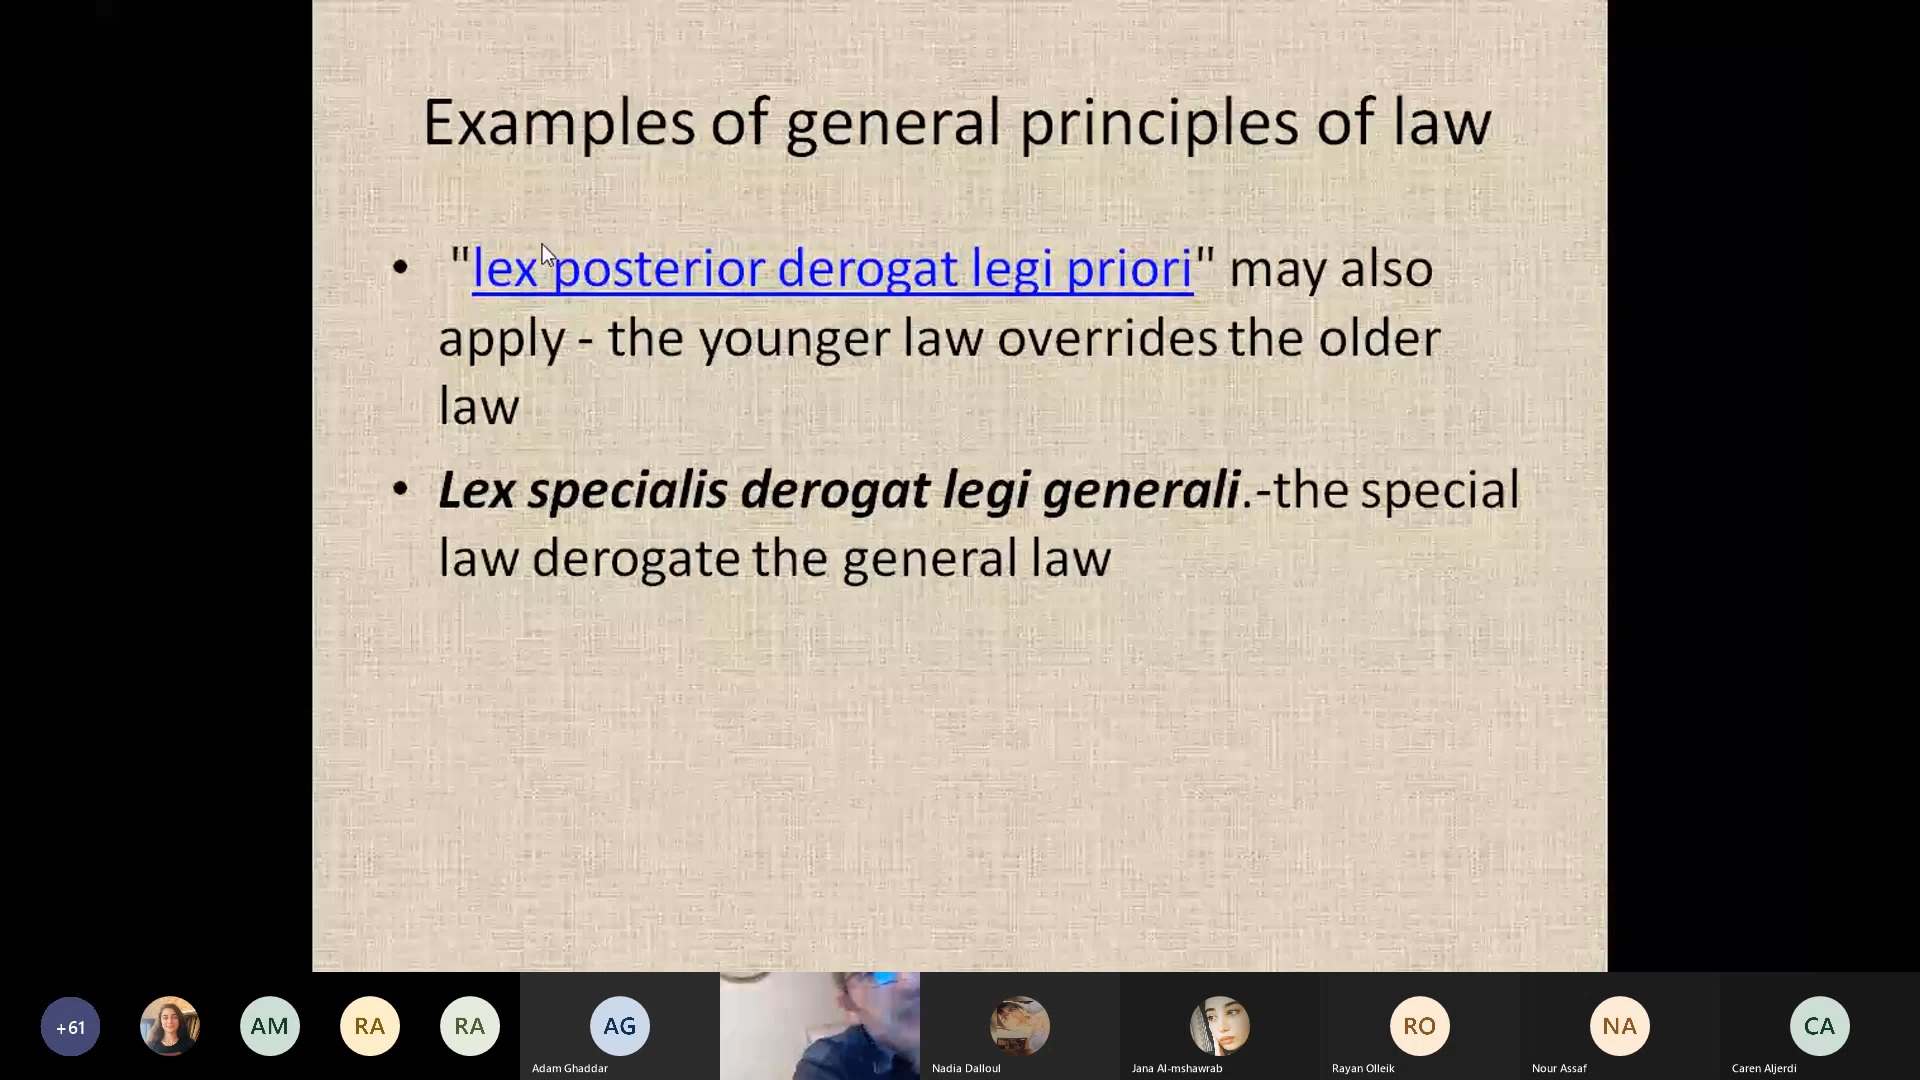 Examples of general principles of law
• "lex posterior derogat legi priori" may also
apply - the younger law overrides the older
law
• Lex specialis derogat legi generali.-the special
law derogate the general law
+61
AM
RA
RA
AG
RO
NA
CA
Adam Ghaddar
Nadia Dalloul
Jana Al-mshawrab
Rayan Olleik
Nour Assaf
Caren Aljerdi